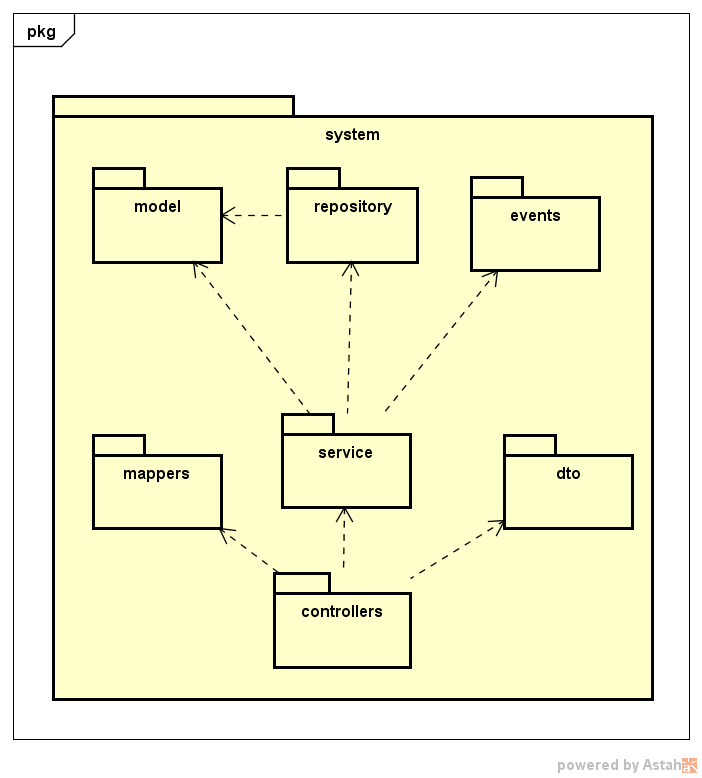 pkg
system
model
repository
events
service
mappers
dto
controllers
powered by Astah